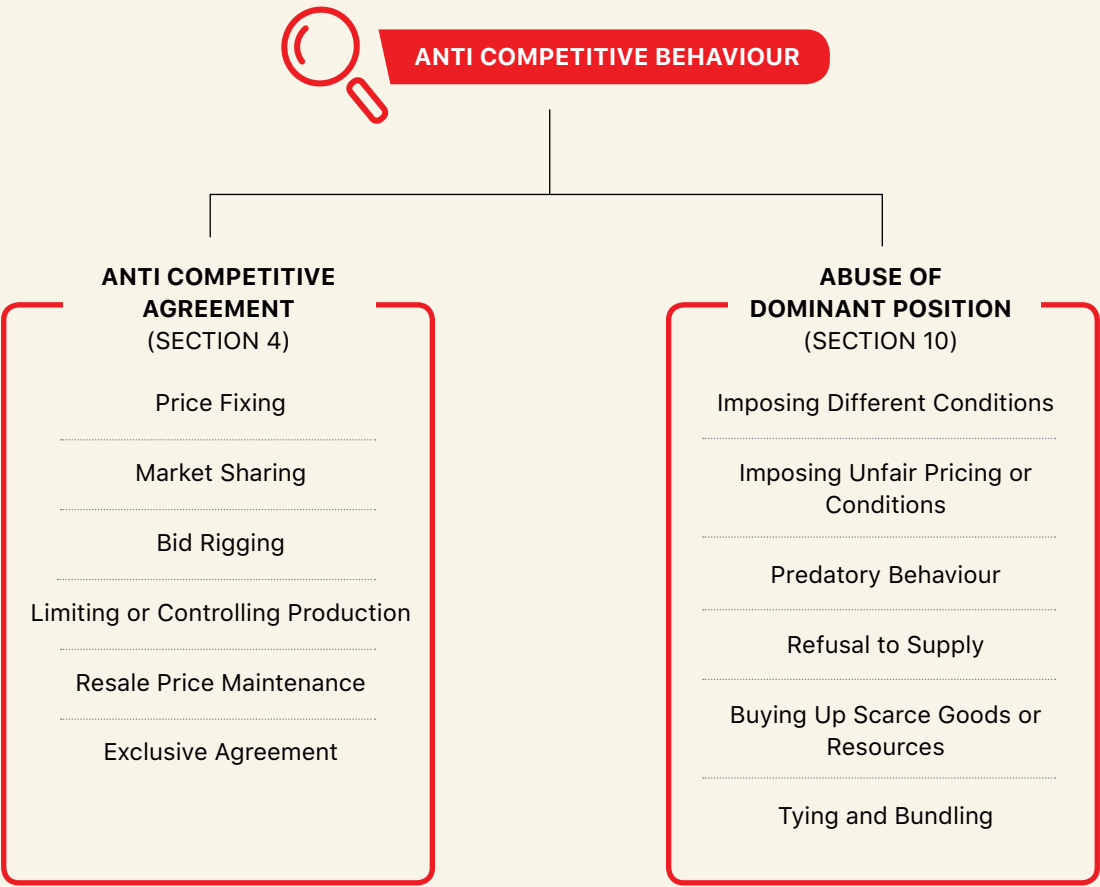 ANTI COMPETITIVE BEHAVIOUR
ANTI COMPETITIVE
AGREEMENT
(SECTION 4)
Price Fixing
Market Sharing
Bid Rigging
Limiting or Controlling Production
Resale Price Maintenance
Exclusive Agreement
ABUSE OF
DOMINANT POSITION
(SECTION 10)
Imposing Different Conditions
Imposing Unfair Pricing or
Conditions
Predatory Behaviour
Refusal to Supply
Buying Up Scarce Goods or
Resources
Tying and Bundling